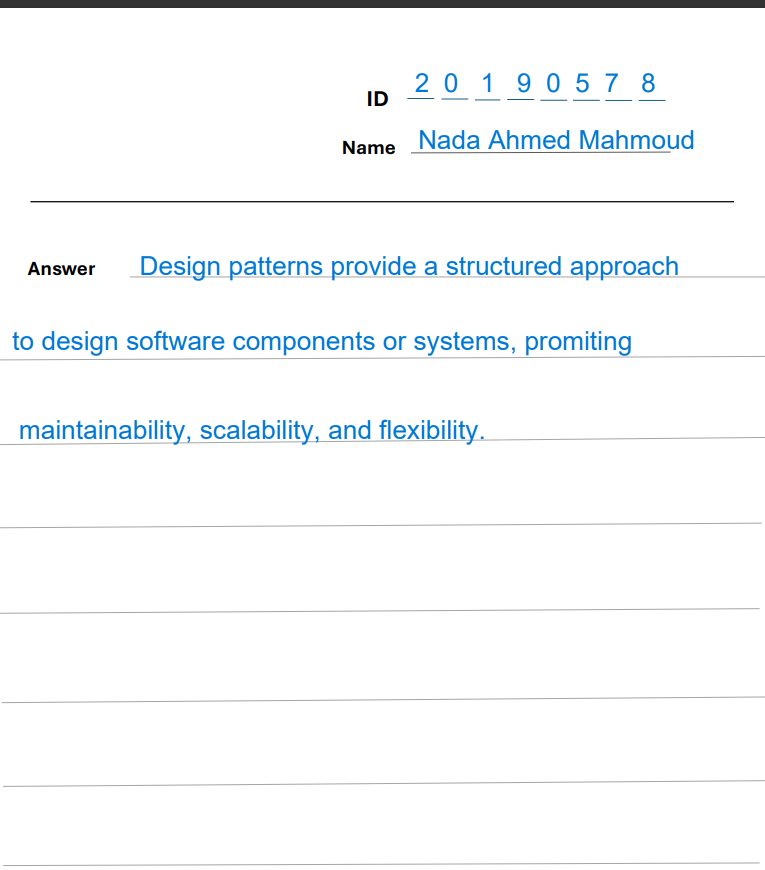 ID 2 0 1 9 0 5 7 8
Name Nada Ahmed Mahmoud
Answer Design patterns provide a structured approach
to design software components or systems, promiting
maintainability, scalability, and flexibility.